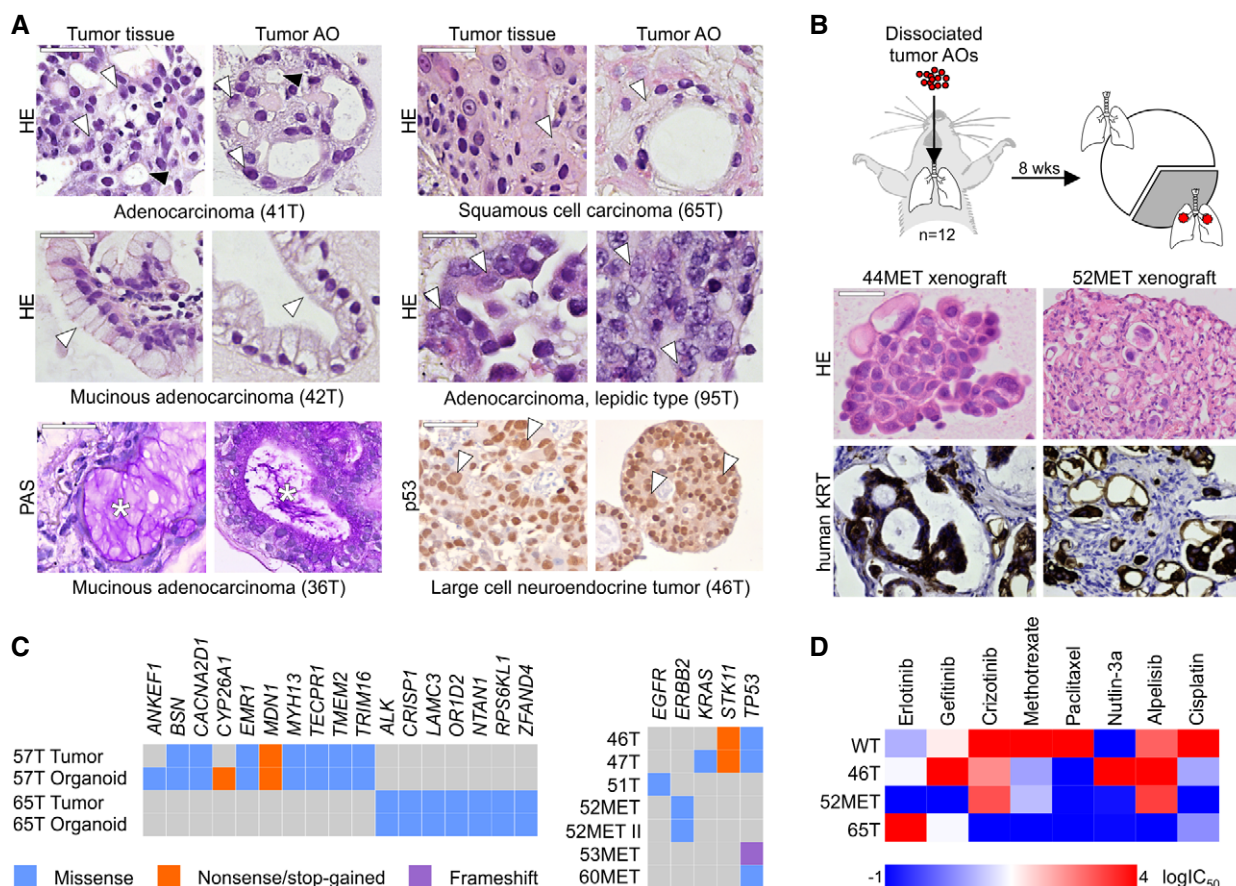 A
Tumor tissue Tumor AO
HE
Adenocarcinoma (41T)
HE
Mucinous adenocarcinoma (42T)
PAS
*
*
Mucinous adenocarcinoma (36T)
Tumor tissue Tumor AO
HE
Squamous cell carcinoma (65T)
HE
Adenocarcinoma, lepidic type (95T)
p53
Large cell neuroendocrine tumor (46T)
B
Dissociated
tumor AOs
8 wks
n=12
44MET xenograft 52MET xenograft
HE
human KRT
C
ANKEF1
BSN
CACNA2D1
CYP26A1
EMR1
MDN1
MYH13
TECPR1
TMEM2
TRIM16
ALK
CRISP1
LAMC3
OR1D2
NTAN1
RPS6KL1
ZFAND4
57T Tumor
57T Organoid
65T Tumor
65T Organoid
EGFR
ERBB2
KRAS
STK11
TP53
46T
47T
51T
52MET
52MET II
53MET
60MET
Missense Nonsense/stop-gained Frameshift
D
Erlotinib
Gefitinib
Crizotinib
Methotrexate
Paclitaxel
Nutlin-3a
Alpelisib
Cisplatin
WT
46T
52MET
65T
-1 4 logIC50